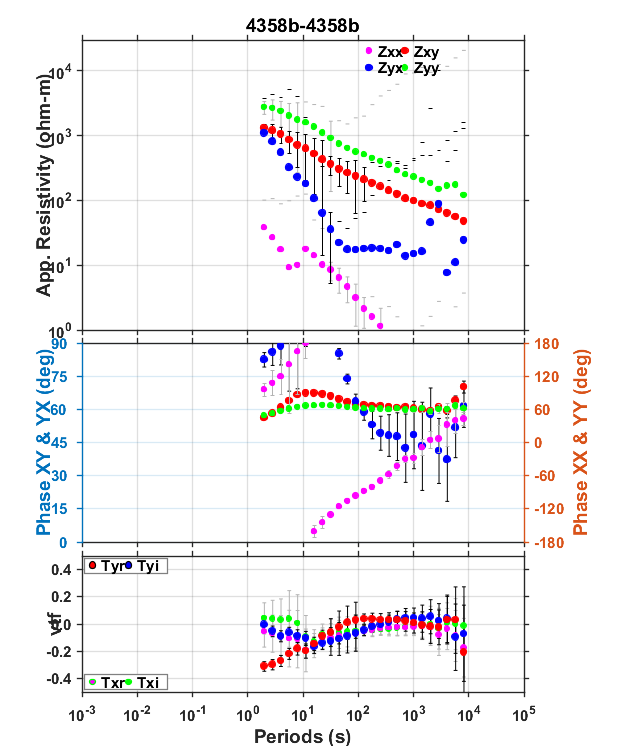 4358b-4358b
Zxx Zxy
Zyx Zyy
App. Resistivity (ohm-m)
10^4
10^3
10^2
10^1
10^0
Phase XY & YX (deg)
90
75
60
45
30
15
0
180
120
60
0
-60
-120
-180
Phase XX & YY (deg)
Tyr Tyi
vtf
0.4
0.2
0.0
-0.2
-0.4
Txr Txi
10^-3 10^-2 10^-1 10^0 10^1 10^2 10^3 10^4 10^5
Periods (s)